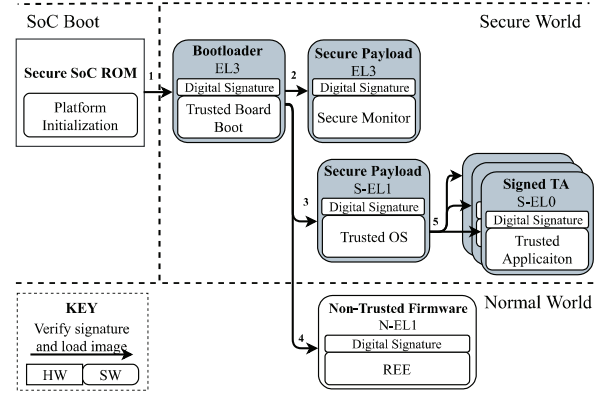 SoC Boot
Secure World
Secure SoC ROM
Platform
Initialization
1
Bootloader
EL3
Digital Signature
Trusted Board
Boot
2
Secure Payload
EL3
Digital Signature
Secure Monitor
3
Secure Payload
S-EL1
Digital Signature
Trusted OS
5
Signed TA
S-EL0
Digital Signature
Trusted
Applicaiton
Normal World
4
Non-Trusted Firmware
N-EL1
Digital Signature
REE
KEY
Verify signature
and load image
HW
SW